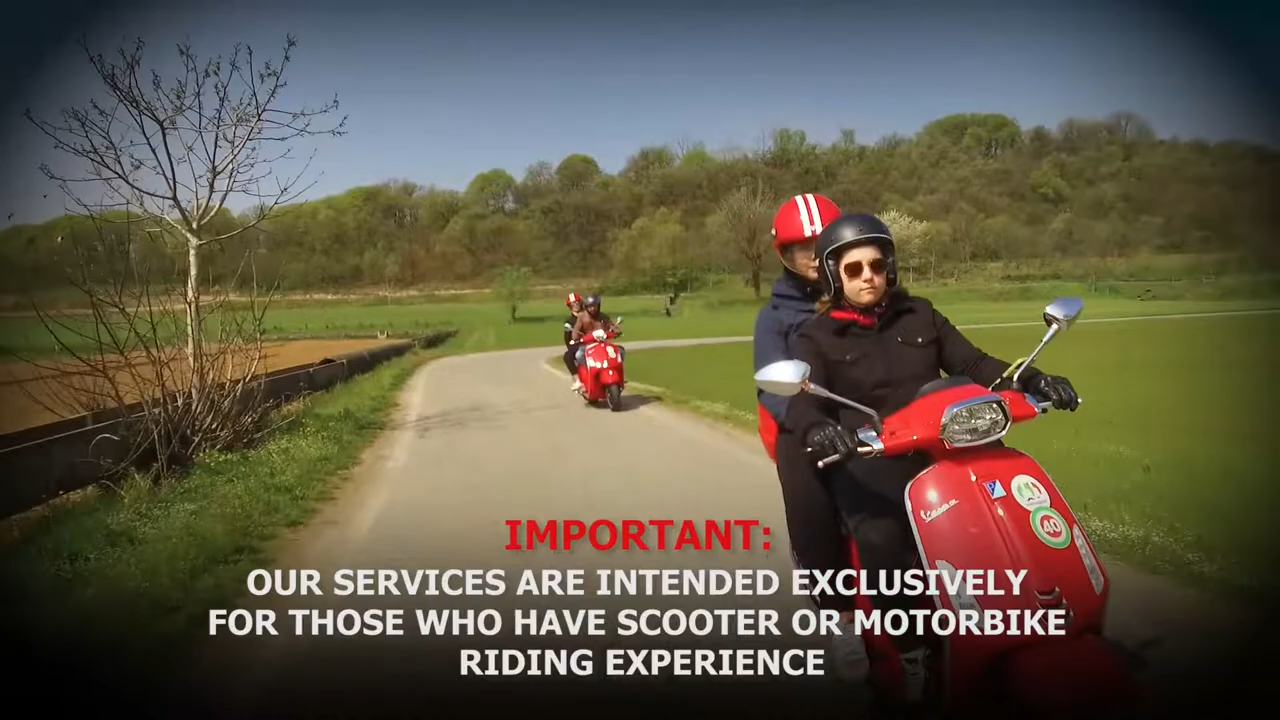 IMPORTANT:
OUR SERVICES ARE INTENDED EXCLUSIVELY
FOR THOSE WHO HAVE SCOOTER OR MOTORBIKE
RIDING EXPERIENCE
Vespa
40